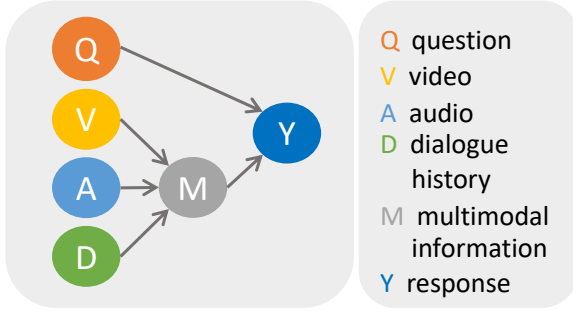 Q
V
A
D
M
Y
Q question
V video
A audio
D dialogue
history
M multimodal
information
Y response